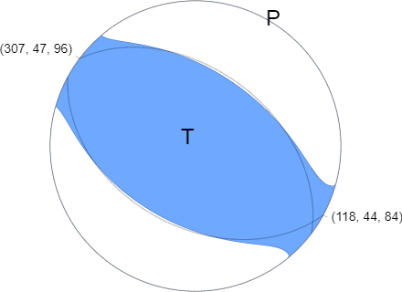 P
(307, 47, 96)
T
(118, 44, 84)